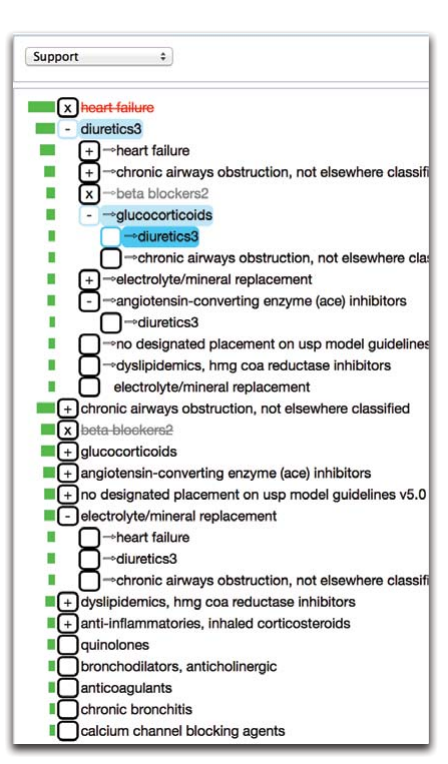 Support
x heart failure
- diuretics3
+ →heart failure
+ →chronic airways obstruction, not elsewhere classifi
x →beta blockers2
- →glucocorticoids
→diuretics3
→chronic airways obstruction, not elsewhere cla
+ →electrolyte/mineral replacement
- →angiotensin-converting enzyme (ace) inhibitors
→diuretics3
→no designated placement on usp model guidelines
→dyslipidemics, hmg coa reductase inhibitors
electrolyte/mineral replacement
+ chronic airways obstruction, not elsewhere classified
x beta blockers2
+ glucocorticoids
+ angiotensin-converting enzyme (ace) inhibitors
+ no designated placement on usp model guidelines v5.0
- electrolyte/mineral replacement
→heart failure
→diuretics3
→chronic airways obstruction, not elsewhere classifi
+ dyslipidemics, hmg coa reductase inhibitors
+ anti-inflammatories, inhaled corticosteroids
quinolones
bronchodilators, anticholinergic
anticoagulants
chronic bronchitis
calcium channel blocking agents